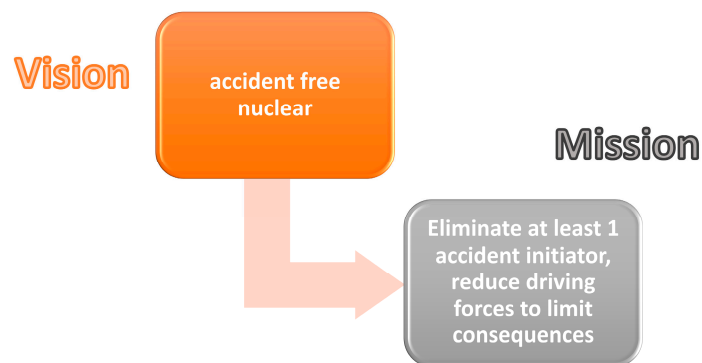 Vision
accident free
nuclear
Mission
Eliminate at least 1
accident initiator,
reduce driving
forces to limit
consequences